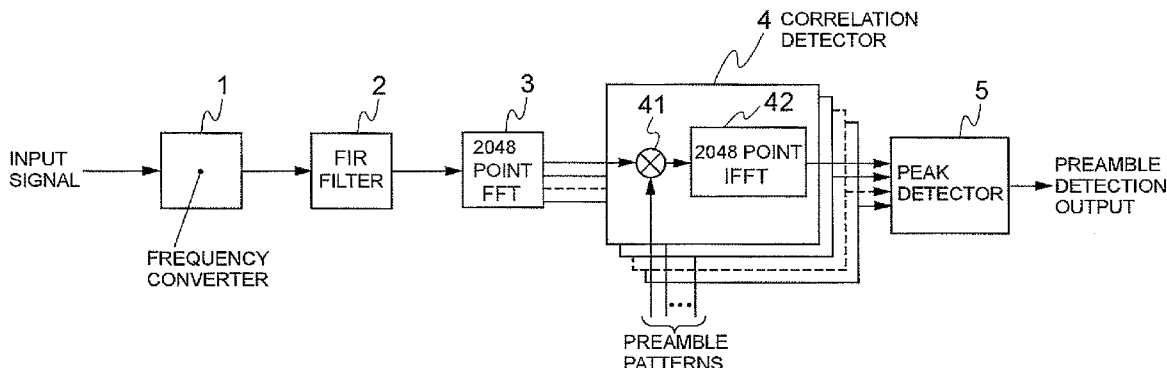 4 CORRELATION
DETECTOR
1
2
3
41
42
5
INPUT
SIGNAL
FIR
FILTER
2048
POINT
FFT
2048 POINT
IFFT
PEAK
DETECTOR
PREAMBLE
DETECTION
OUTPUT
FREQUENCY
CONVERTER
PREAMBLE
PATTERNS